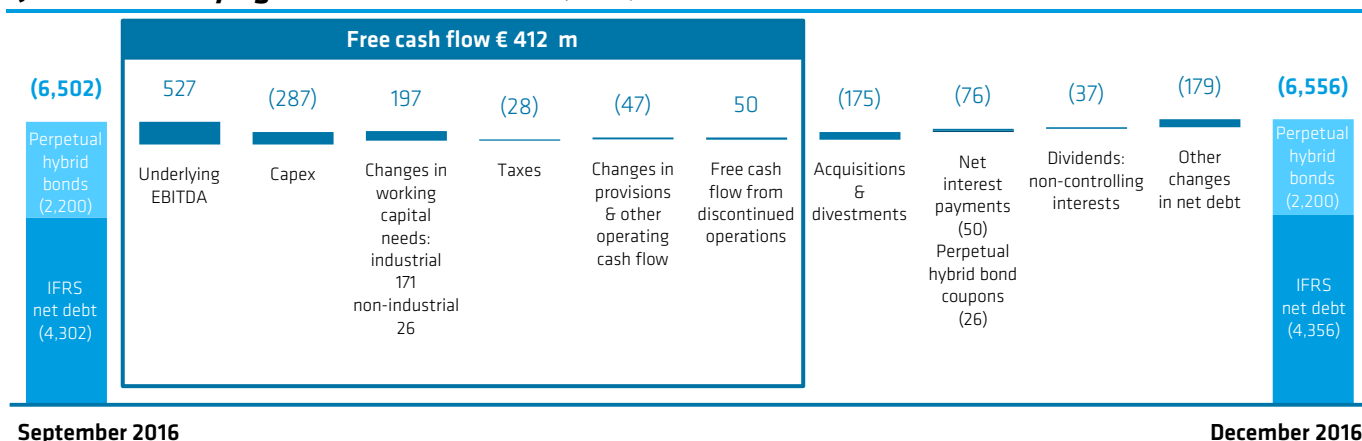 Free cash flow € 412 m
(6,502)
Perpetual
hybrid
bonds
(2,200)
IFRS
net debt
(4,302)
527
Underlying
EBITDA
(287)
Capex
197
Changes in
working
capital
needs:
industrial
171
non-industrial
26
(28)
Taxes
(47)
Changes in
provisions
& other
operating
cash flow
50
Free cash
flow from
discontinued
operations
(175)
Acquisitions
&
divestments
(76)
Net
interest
payments
(50)
Perpetual
hybrid bond
coupons
(26)
(37)
Dividends:
non-controlling
interests
(179)
Other
changes
in net debt
(6,556)
Perpetual
hybrid
bonds
(2,200)
IFRS
net debt
(4,356)
September 2016
December 2016